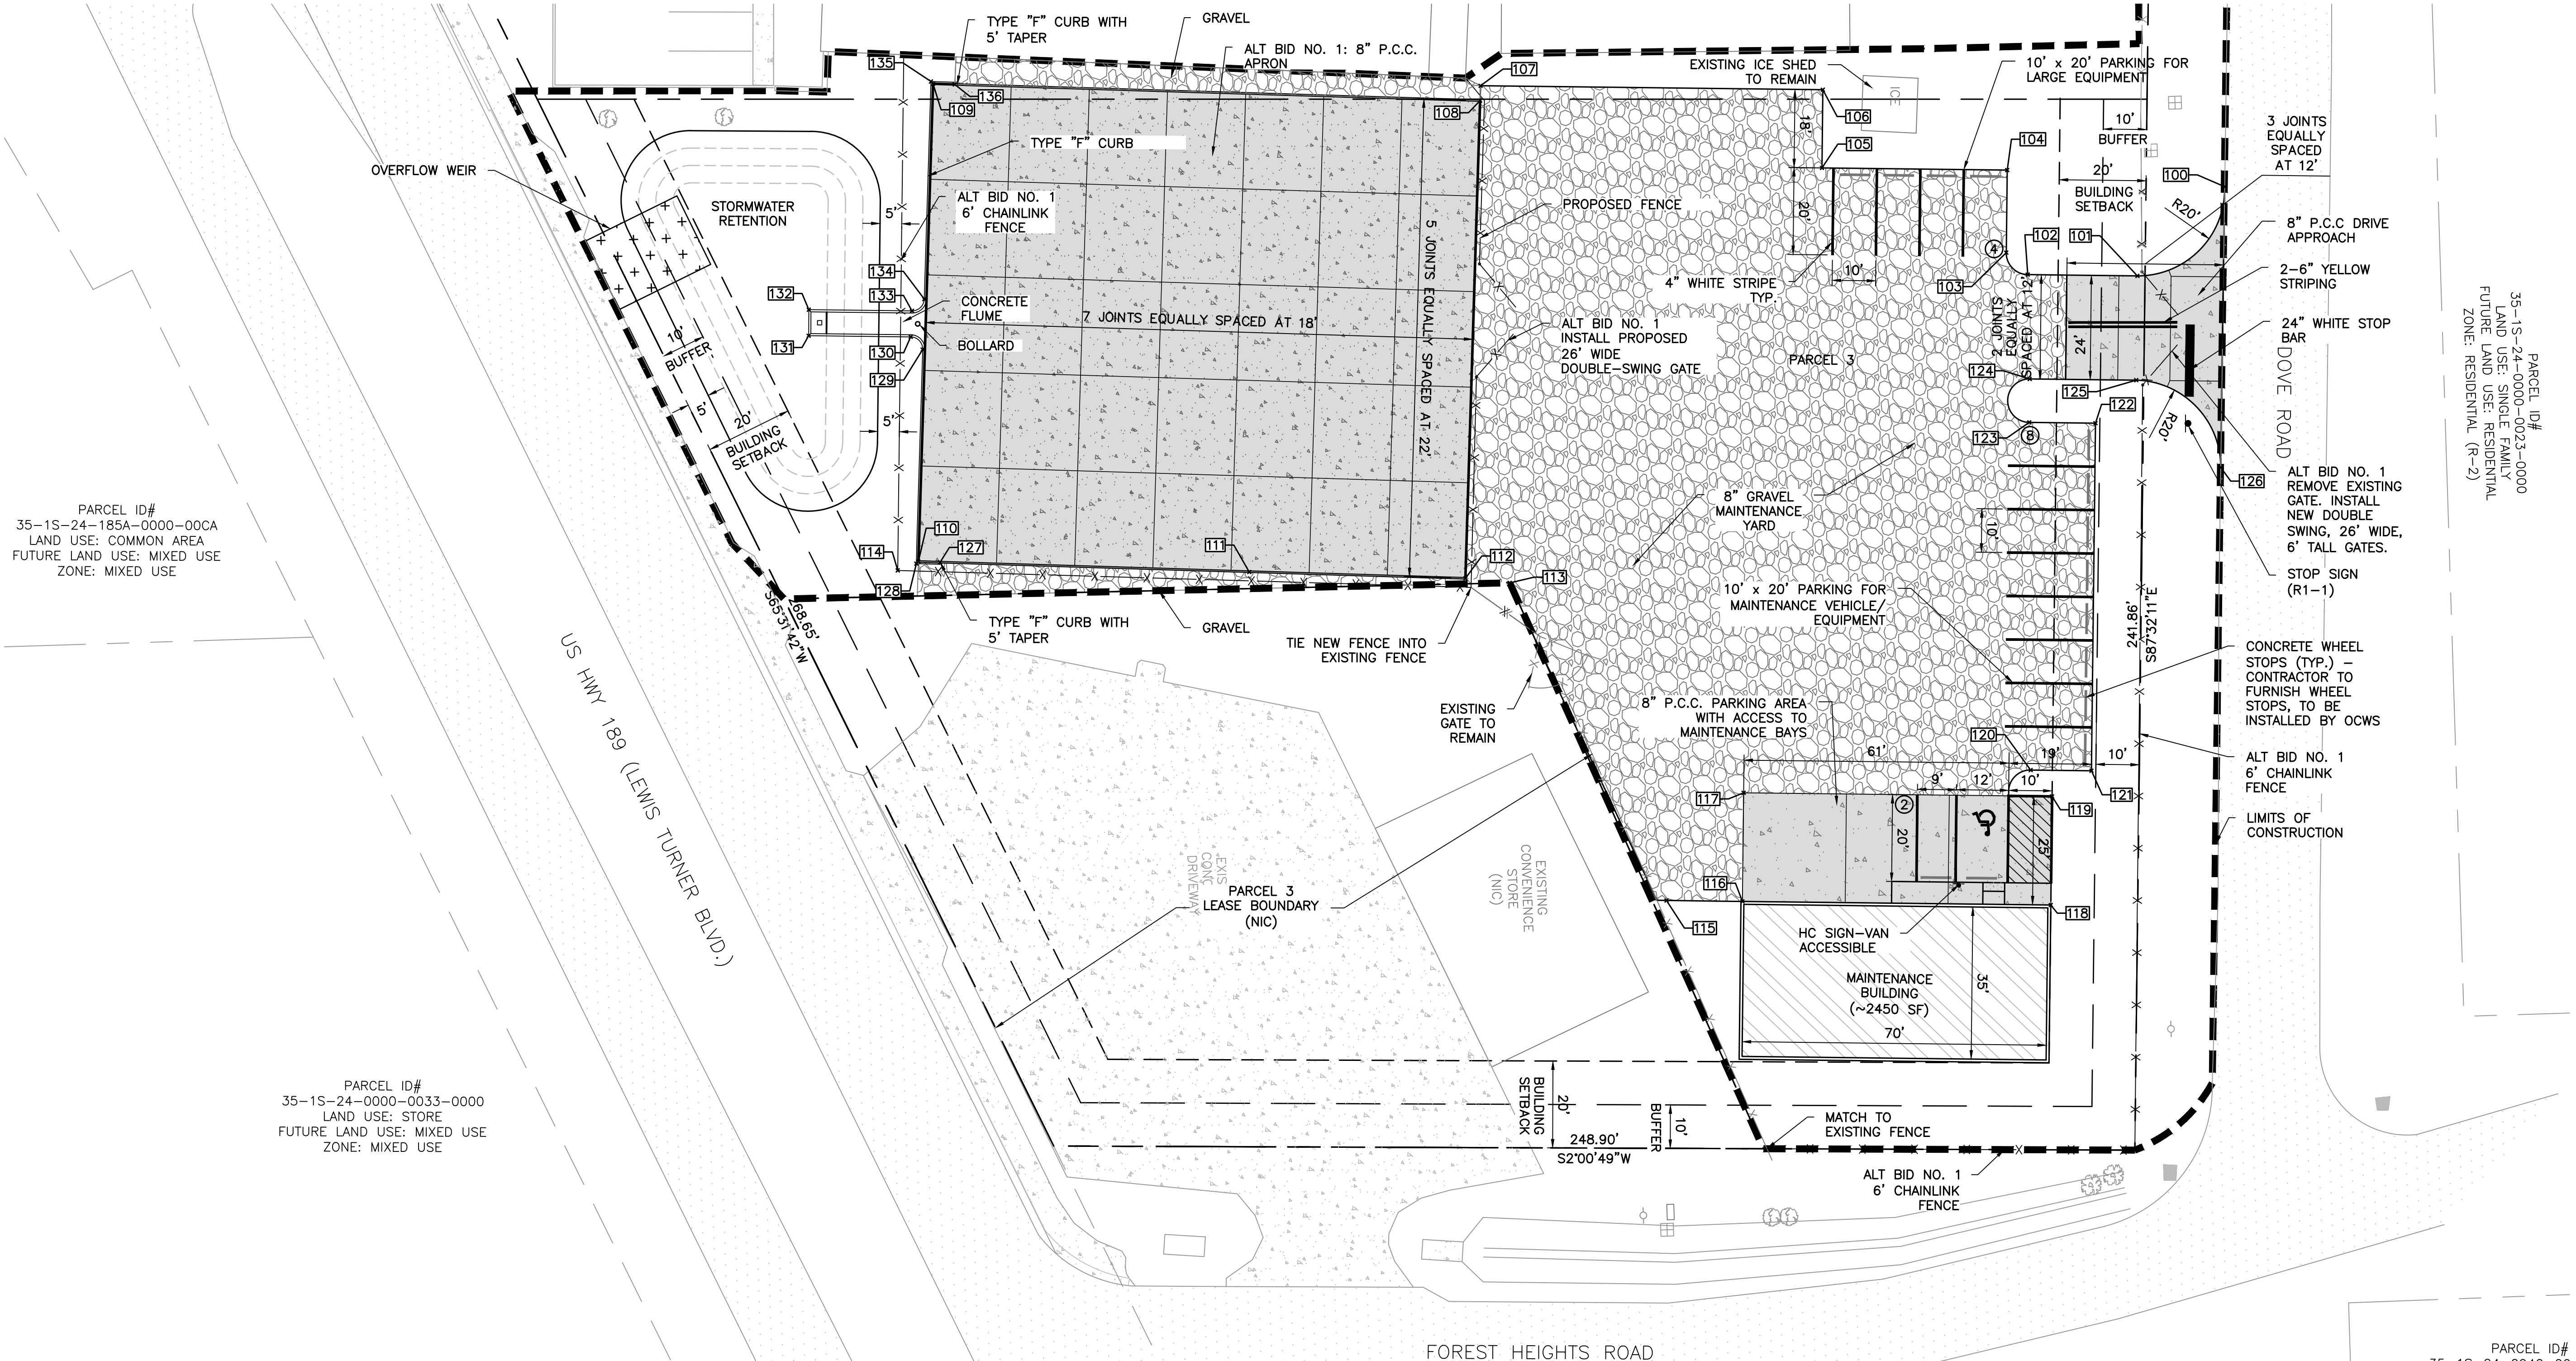 TYPE "F" CURB WITH
5' TAPER
GRAVEL
ALT BID NO. 1: 8" P.C.C.
APRON
135
136
109
107
108
EXISTING ICE SHED
TO REMAIN
ICE
10' x 20' PARKING FOR
LARGE EQUIPMENT
106
18'
105
104
10'
BUFFER
3 JOINTS
EQUALLY
SPACED
AT 12'
20'
BUILDING
SETBACK
100
R20'
TYPE "F" CURB
OVERFLOW WEIR
STORMWATER
RETENTION
5'
ALT BID NO. 1
6' CHAINLINK
FENCE
PROPOSED FENCE
20'
10'
4" WHITE STRIPE
TYP.
4
102
101
103
8" P.C.C DRIVE
APPROACH
2-6" YELLOW
STRIPING
24" WHITE STOP
BAR
134
133
132
131
130
129
CONCRETE
FLUME
BOLLARD
7 JOINTS EQUALLY SPACED AT 18'
5 JOINTS EQUALLY SPACED AT 22'
ALT BID NO. 1
INSTALL PROPOSED
26' WIDE
DOUBLE-SWING GATE
PARCEL 3
2 JOINTS
EQUALLY
SPACED AT 12'
24'
124
125
122
123
8
R20'
126
DOVE ROAD
PARCEL ID#
35-1S-24-0000-0023-0000
LAND USE: SINGLE FAMILY
FUTURE LAND USE: RESIDENTIAL
ZONE: RESIDENTIAL (R-2)
10'
BUFFER
5'
20'
BUILDING
SETBACK
5'
ALT BID NO. 1
REMOVE EXISTING
GATE. INSTALL
NEW DOUBLE
SWING, 26' WIDE,
6' TALL GATES.
STOP SIGN
(R1-1)
PARCEL ID#
35-1S-24-185A-0000-00CA
LAND USE: COMMON AREA
FUTURE LAND USE: MIXED USE
ZONE: MIXED USE
8" GRAVEL
MAINTENANCE
YARD
10'
110
127
111
114
128
112
113
TYPE "F" CURB WITH
5' TAPER
GRAVEL
TIE NEW FENCE INTO
EXISTING FENCE
10' x 20' PARKING FOR
MAINTENANCE VEHICLE/
EQUIPMENT
268.65'
S65°31'42"W
241.86'
S87°32'11"E
CONCRETE WHEEL
STOPS (TYP.) –
CONTRACTOR TO
FURNISH WHEEL
STOPS, TO BE
INSTALLED BY OCWS
US HWY 189 (LEWIS TURNER BLVD.)
EXISTING
GATE TO
REMAIN
8" P.C.C. PARKING AREA
WITH ACCESS TO
MAINTENANCE BAYS
120
61'
19'
10'
9'
12'
10'
ALT BID NO. 1
6' CHAINLINK
FENCE
117
2
121
119
20'
25'
LIMITS OF
CONSTRUCTION
EXIS
CONC
DRIVEWAY
PARCEL 3
LEASE BOUNDARY
(NIC)
EXISTING
CONVENIENCE
STORE
(NIC)
116
115
118
HC SIGN-VAN
ACCESSIBLE
MAINTENANCE
BUILDING
(~2450 SF)
35'
70'
PARCEL ID#
35-1S-24-0000-0033-0000
LAND USE: STORE
FUTURE LAND USE: MIXED USE
ZONE: MIXED USE
BUILDING
SETBACK
20'
BUFFER
10'
248.90'
S2°00'49"W
MATCH TO
EXISTING FENCE
ALT BID NO. 1
6' CHAINLINK
FENCE
FOREST HEIGHTS ROAD
PARCEL ID#